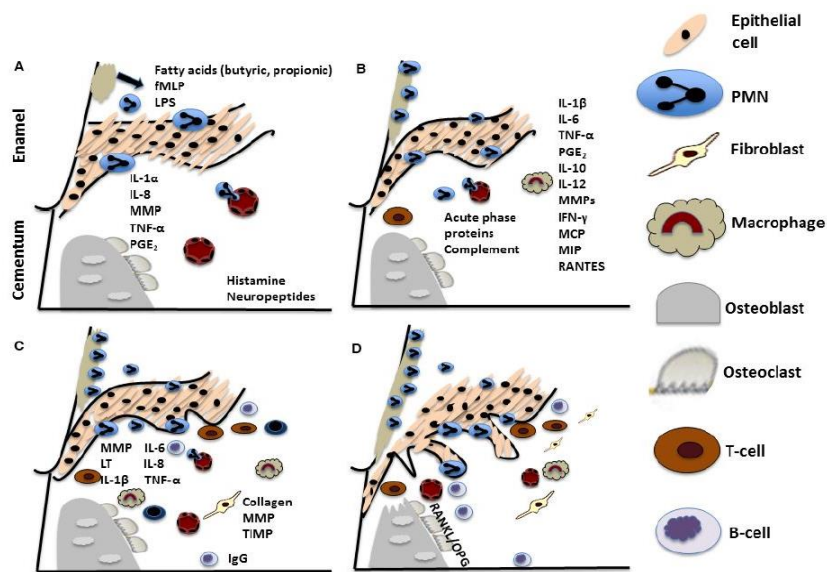 A
Fatty acids (butyric, propionic)
fMLP
LPS
Enamel
IL-1α
IL-8
MMP
TNF-α
PGE₂
Cementum
Histamine
Neuropeptides
B
IL-1β
IL-6
TNF-α
PGE₂
IL-10
IL-12
MMPs
IFN-γ
MCP
MIP
RANTES
Acute phase
proteins
Complement
C
MMP
LT
IL-1β
IL-6
IL-8
TNF-α
Collagen
MMP
TIMP
IgG
D
RANKL/OPG
Epithelial
cell
PMN
Fibroblast
Macrophage
Osteoblast
Osteoclast
T-cell
B-cell